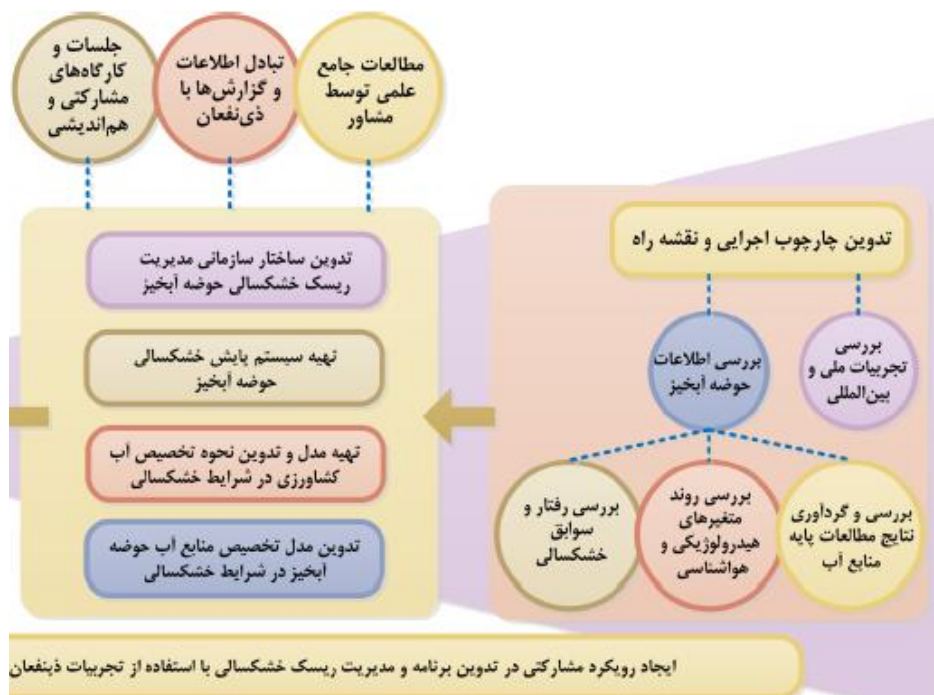 مطالعات جامع
علمی توسط
مشاور
تبادل اطلاعات
و گزارش‌ها با
ذی‌نفعان
جلسات و
کارگاه‌های
مشارکتی و
هم‌اندیشی
تدوین چارچوب اجرایی و نقشه راه
بررسی
تجربیات ملی و
بین‌المللی
بررسی اطلاعات
حوضه آبخیز
بررسی و گردآوری
نتایج مطالعات پایه
منابع آب
بررسی روند
متغیرهای
هیدرولوژیکی و
هواشناسی
بررسی رفتار و
سوابق
خشکسالی
تدوین ساختار سازمانی مدیریت
ریسک خشکسالی حوضه آبخیز
تهیه سیستم پایش خشکسالی
حوضه آبخیز
تهیه مدل و تدوین نحوه تخصیص آب
کشاورزی در شرایط خشکسالی
تدوین مدل تخصیص منابع آب حوضه
آبخیز در شرایط خشکسالی
ایجاد رویکرد مشارکتی در تدوین برنامه و مدیریت ریسک خشکسالی با استفاده از تجربیات ذینفعان